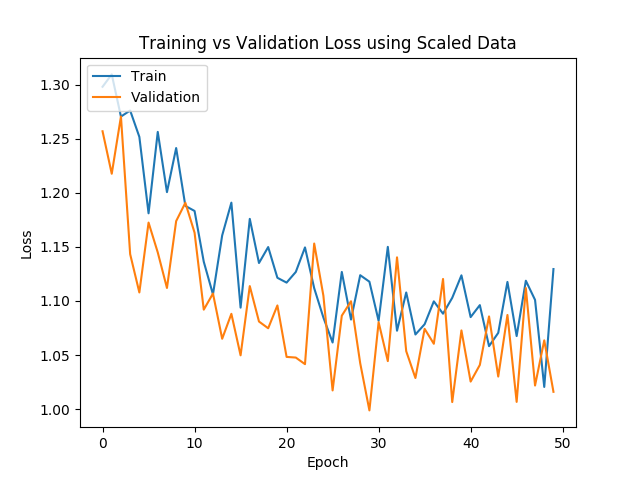 Training vs Validation Loss using Scaled Data
Train
Validation
1.30
1.25
1.20
1.15
1.10
1.05
1.00
Loss
0
10
20
30
40
50
Epoch